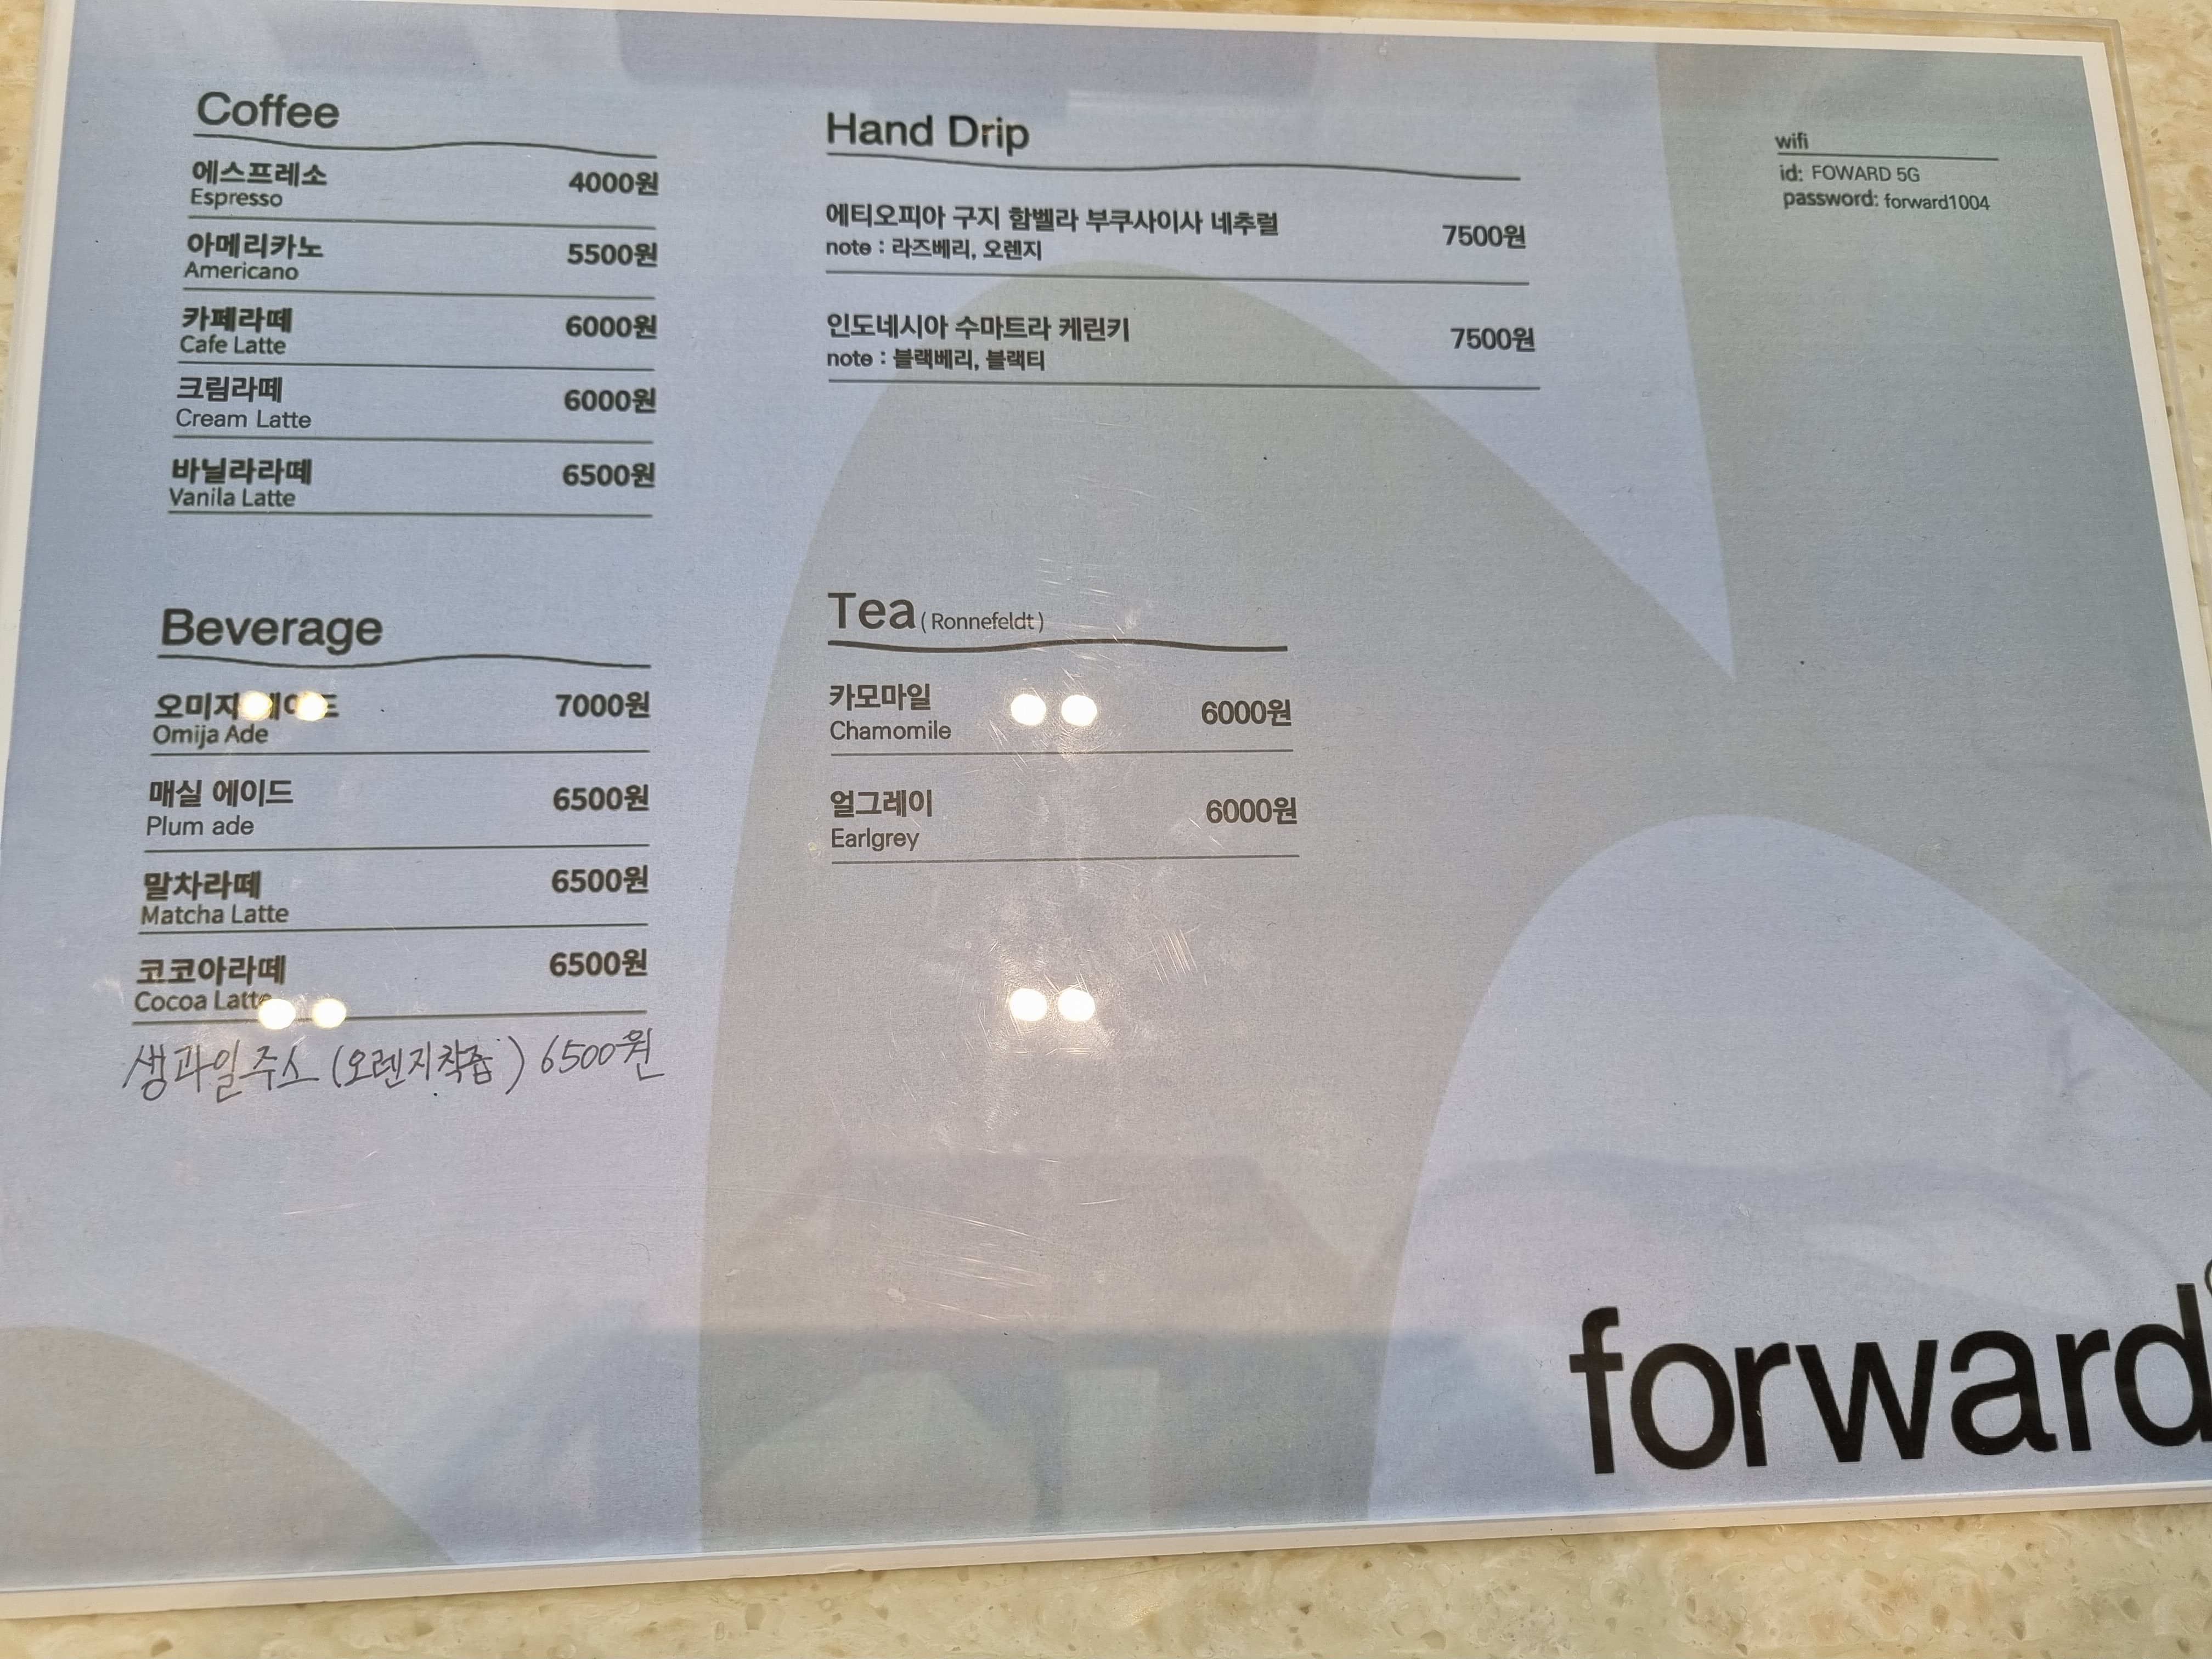 Coffee
에스프레소 4000원
Espresso
아메리카노 5500원
Americano
카페라떼 6000원
Cafe Latte
크림라떼 6000원
Cream Latte
바닐라라떼 6500원
Vanila Latte
Beverage
오미자 에이드 7000원
Omija Ade
매실 에이드 6500원
Plum ade
말차라떼 6500원
Matcha Latte
코코아라떼 6500원
Cocoa Latte
생과일주스 (오렌지착즙) 6500원
Hand Drip
에티오피아 구지 함벨라 부쿠사이사 네추럴 7500원
note : 라즈베리, 오렌지
인도네시아 수마트라 케린키 7500원
note : 블랙베리, 블랙티
Tea ( Ronnefeldt )
카모마일 6000원
Chamomile
얼그레이 6000원
Earlgrey
wifi
id: FOWARD 5G
password: forward1004
forward